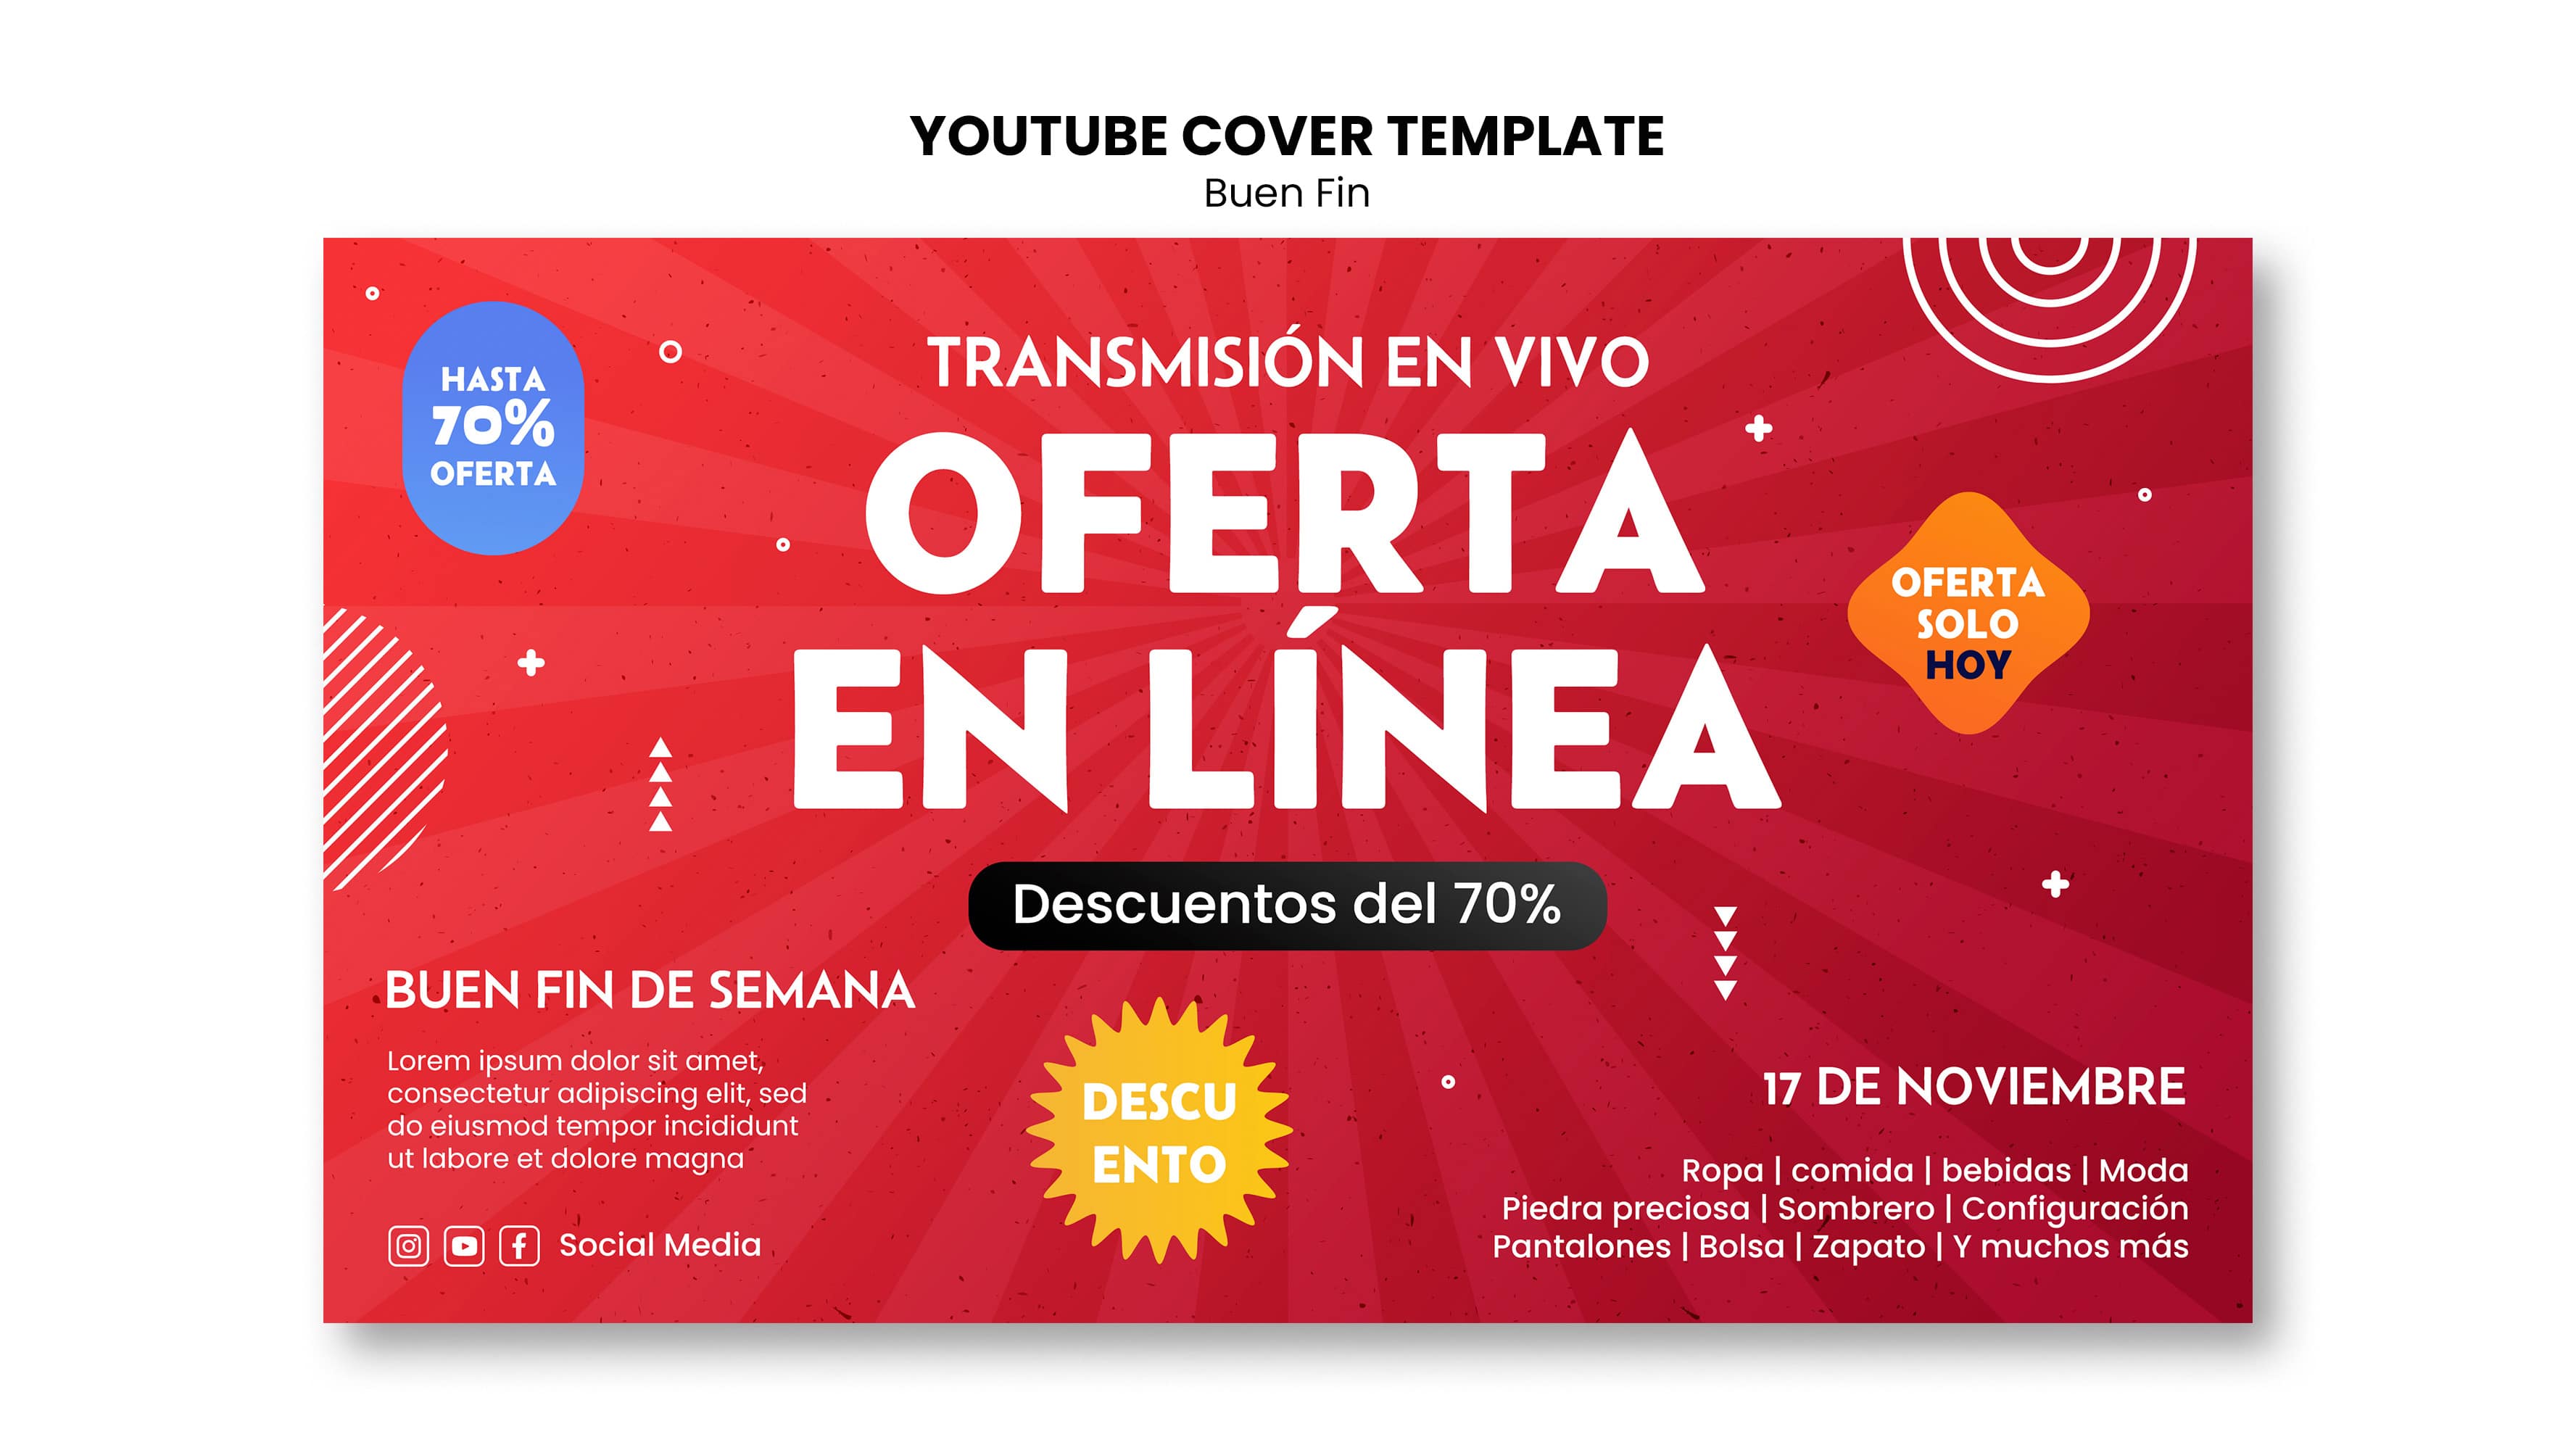 YOUTUBE COVER TEMPLATE
Buen Fin
HASTA
70%
OFERTA
TRANSMISIÓN EN VIVO
OFERTA
EN LÍNEA
OFERTA
SOLO
HOY
Descuentos del 70%
BUEN FIN DE SEMANA
Lorem ipsum dolor sit amet,
consectetur adipiscing elit, sed
do eiusmod tempor incididunt
ut labore et dolore magna
Social Media
DESCU
ENTO
17 DE NOVIEMBRE
Ropa | comida | bebidas | Moda
Piedra preciosa | Sombrero | Configuración
Pantalones | Bolsa | Zapato | Y muchos más